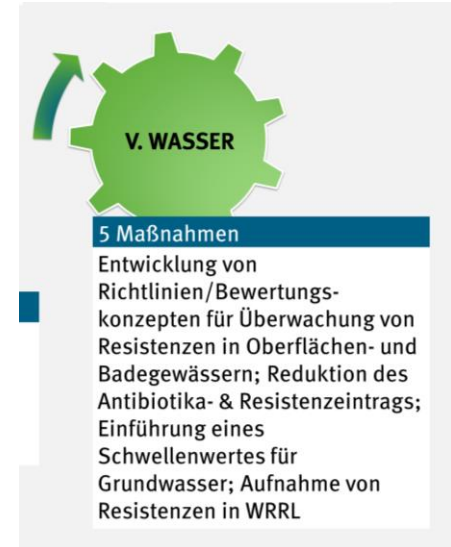 V. WASSER
5 Maßnahmen
Entwicklung von
Richtlinien/Bewertungs-
konzepten für Überwachung von
Resistenzen in Oberflächen- und
Badegewässern; Reduktion des
Antibiotika- & Resistenzeintrags;
Einführung eines
Schwellenwertes für
Grundwasser; Aufnahme von
Resistenzen in WRRL